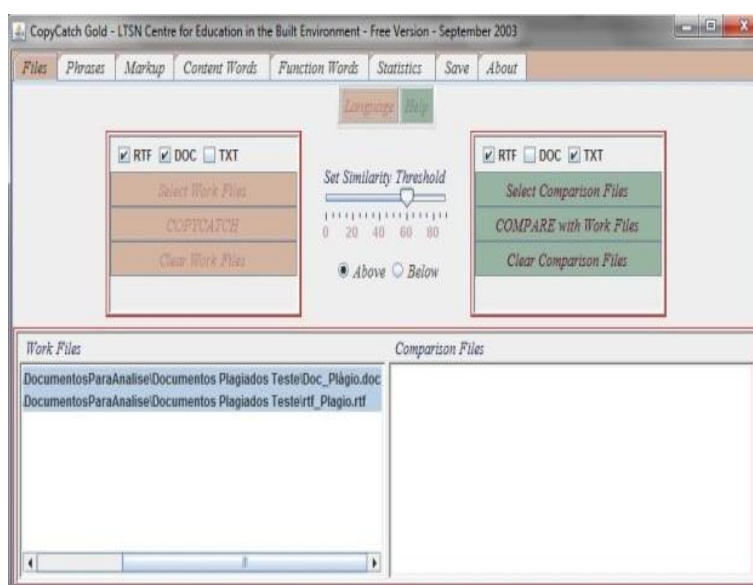 CopyCatch Gold - LTSN Centre for Education in the Built Environment - Free Version - September 2003
Files Phrases Markup Content Words Function Words Statistics Save About
Language Help
RTF DOC TXT
Select Work Files
COPYCATCH
Clear Work Files
Set Similarity Threshold
0 20 40 60 80
Above Below
RTF DOC TXT
Select Comparison Files
COMPARE with Work Files
Clear Comparison Files
Work Files
DocumentosParaAnalise\Documentos Plagiados Teste\Doc_Plàgio.doc
DocumentosParaAnalise\Documentos Plagiados Teste\rtf_Plagio.rtf
Comparison Files